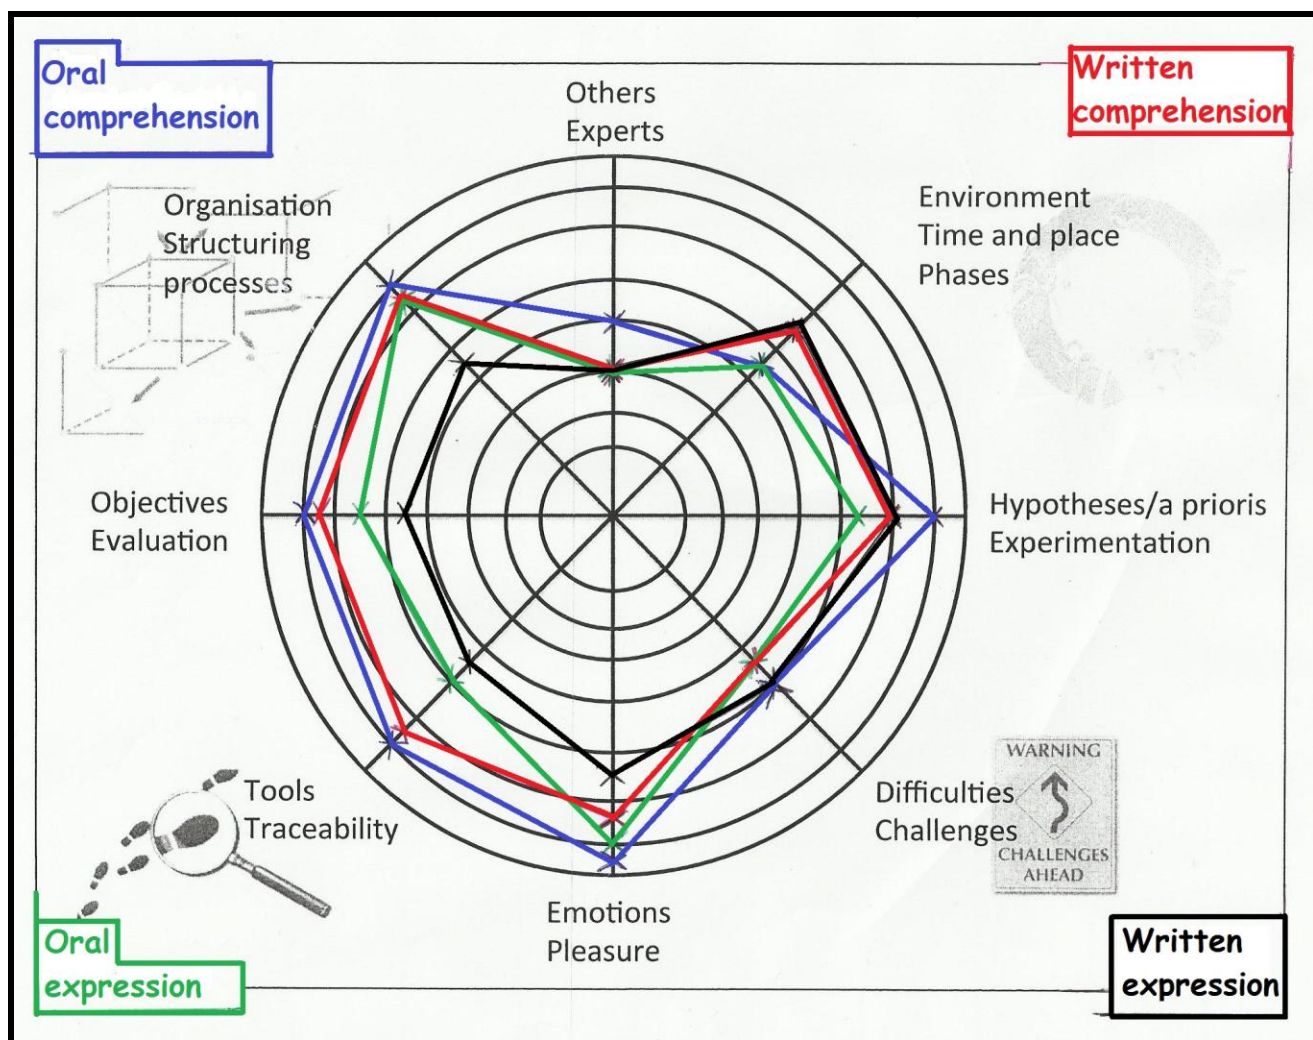 Oral
comprehension
Written
comprehension
Others
Experts
Organisation
Structuring
processes
Environment
Time and place
Phases
Objectives
Evaluation
Hypotheses/a prioris
Experimentation
Tools
Traceability
Difficulties
Challenges
WARNING
CHALLENGES
AHEAD
Emotions
Pleasure
Oral
expression
Written
expression